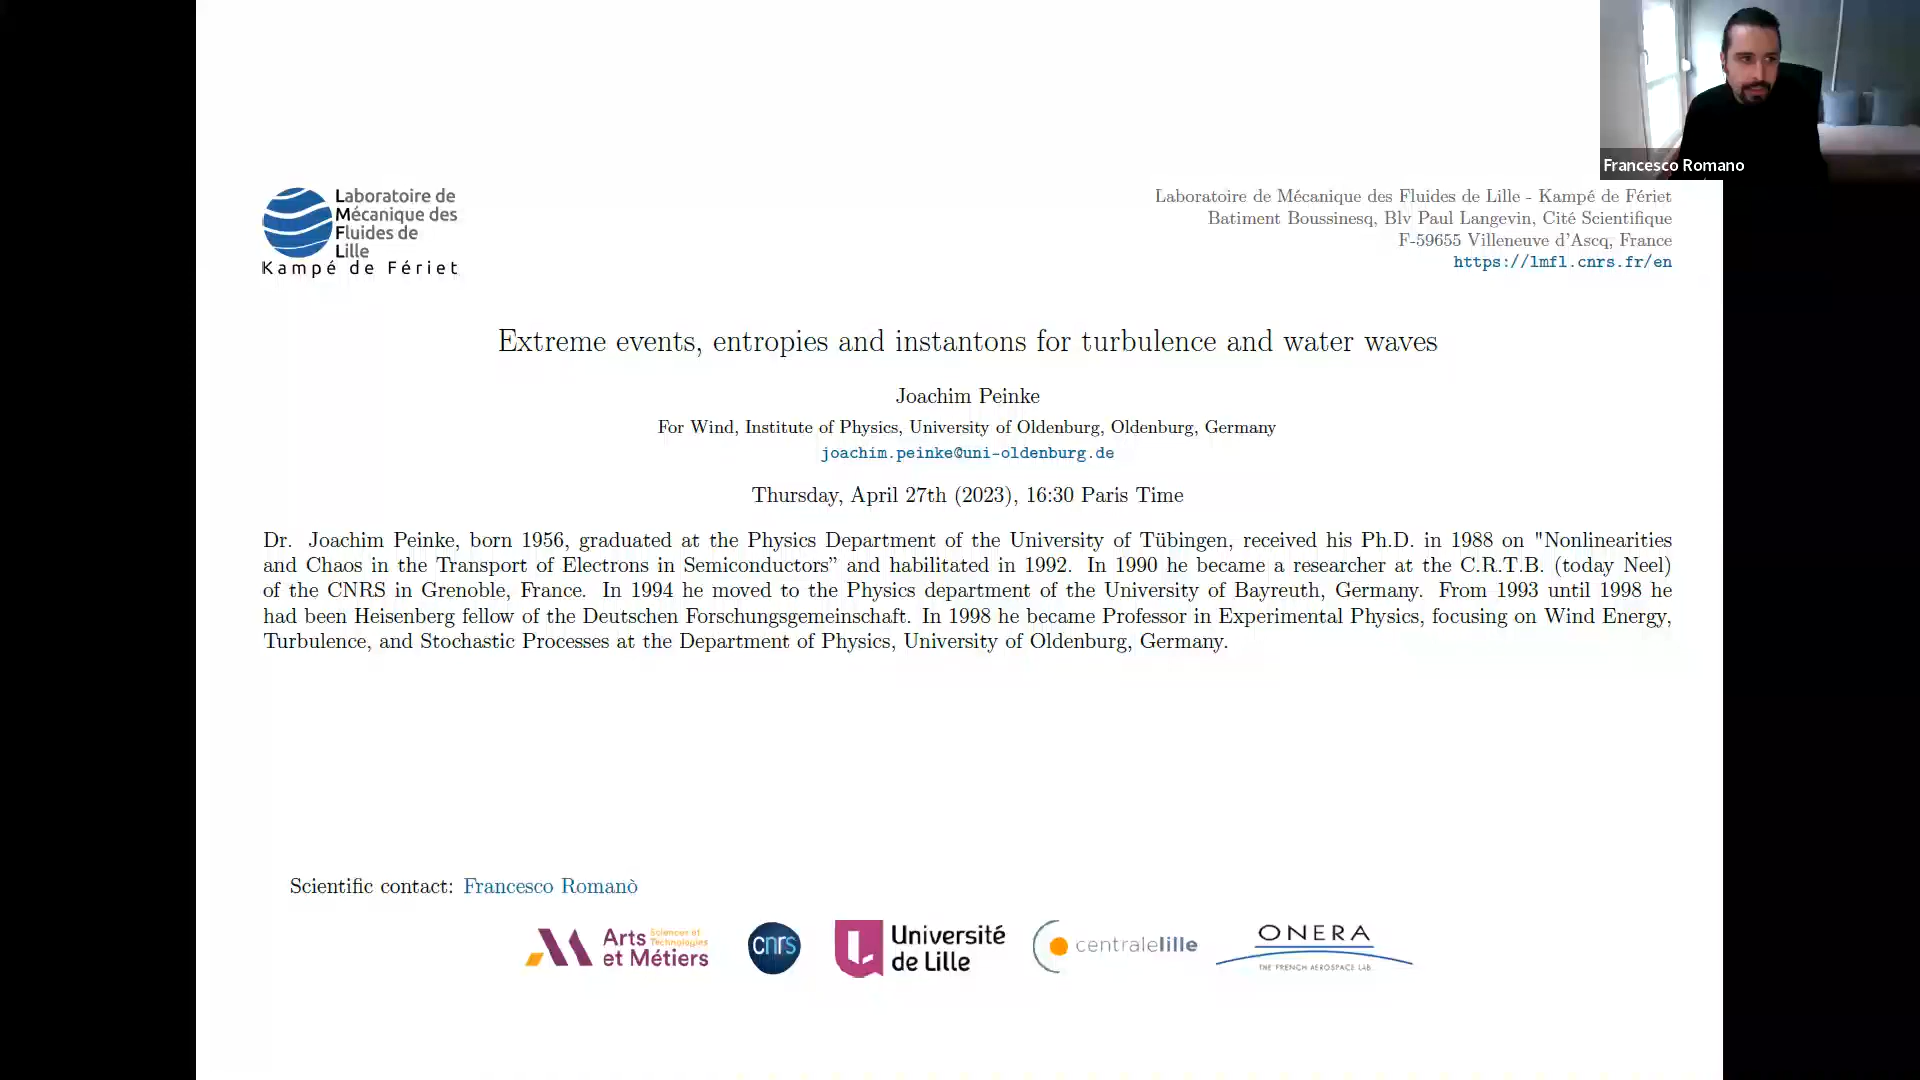 Francesco Romano
Laboratoire de
Mécanique des
Fluides de
Lille
Kampé de Fériet
Laboratoire de Mécanique des Fluides de Lille - Kampé de Fériet
Batiment Boussinesq, Blv Paul Langevin, Cité Scientifique
F-59655 Villeneuve d'Ascq, France
https://lmfl.cnrs.fr/en
Extreme events, entropies and instantons for turbulence and water waves
Joachim Peinke
For Wind, Institute of Physics, University of Oldenburg, Oldenburg, Germany
joachim.peinke@uni-oldenburg.de
Thursday, April 27th (2023), 16:30 Paris Time
Dr. Joachim Peinke, born 1956, graduated at the Physics Department of the University of Tübingen, received his Ph.D. in 1988 on "Nonlinearities
and Chaos in the Transport of Electrons in Semiconductors” and habilitated in 1992. In 1990 he became a researcher at the C.R.T.B. (today Neel)
of the CNRS in Grenoble, France. In 1994 he moved to the Physics department of the University of Bayreuth, Germany. From 1993 until 1998 he
had been Heisenberg fellow of the Deutschen Forschungsgemeinschaft. In 1998 he became Professor in Experimental Physics, focusing on Wind Energy,
Turbulence, and Stochastic Processes at the Department of Physics, University of Oldenburg, Germany.
Scientific contact: Francesco Romanò
Arts Sciences et Technologies
et Métiers
cnrs
Université
de Lille
centralelille
ONERA
THE FRENCH AEROSPACE LAB